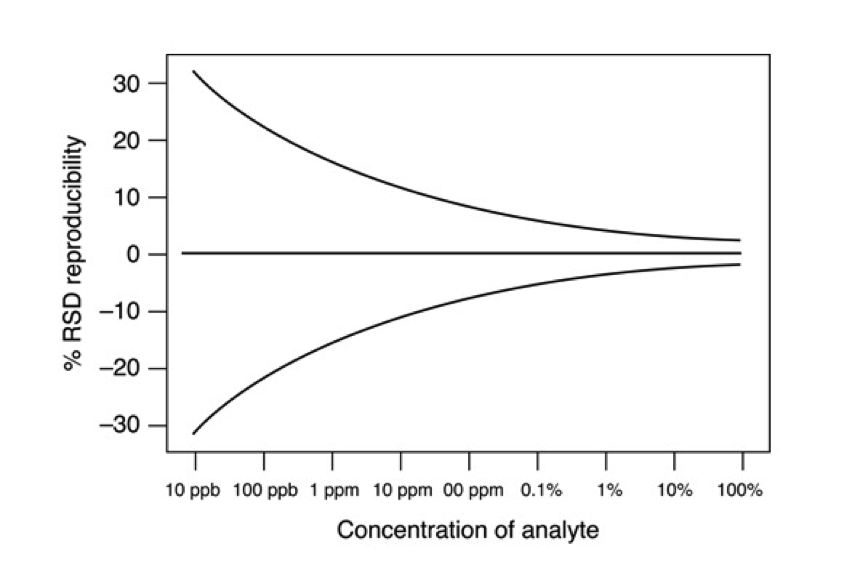 30
20
10
0
–10
–20
–30
% RSD reproducibility
10 ppb 100 ppb 1 ppm 10 ppm 00 ppm 0.1% 1% 10% 100%
Concentration of analyte